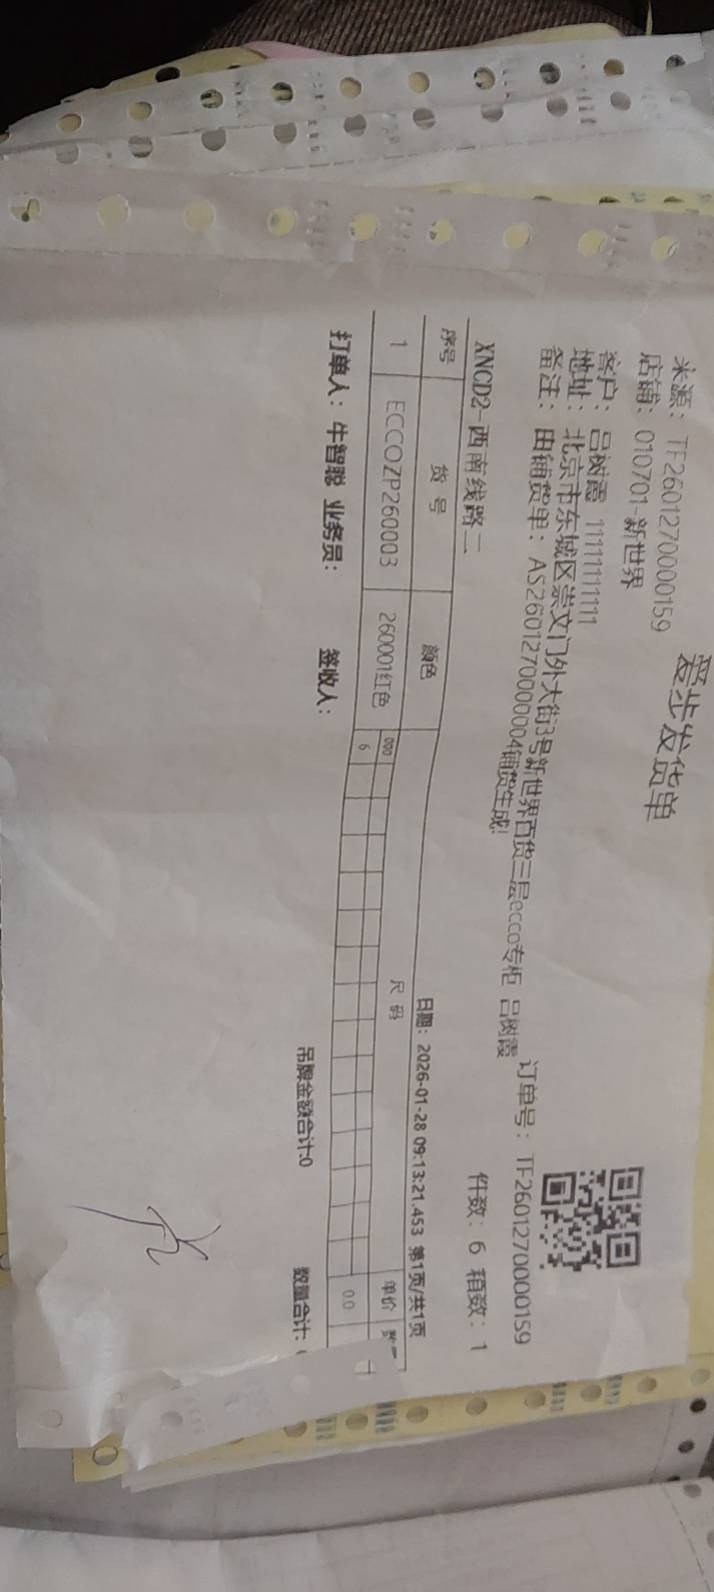 爱步发货单
来源：TF2601270000159
店铺：010701-新世界
订单号：TF2601270000159
客户：吕树霞 11111111111
件数：6 箱数：1
地址：北京市东城区崇文门外大街3号新世界百货三层ecco专柜 吕树霞
备注：由铺货单：AS2601270000004铺货生成!
XNCD2-西南线路二
日期：2026-01-28 09:13:21.453 第1页/共1页
序号 货号 颜色 尺码 单价
000
1 ECCOZP260003 260001红色 6 0.0
吊牌金额合计:0 数量合计:
打单人：牛智聪 业务员： 签收人：